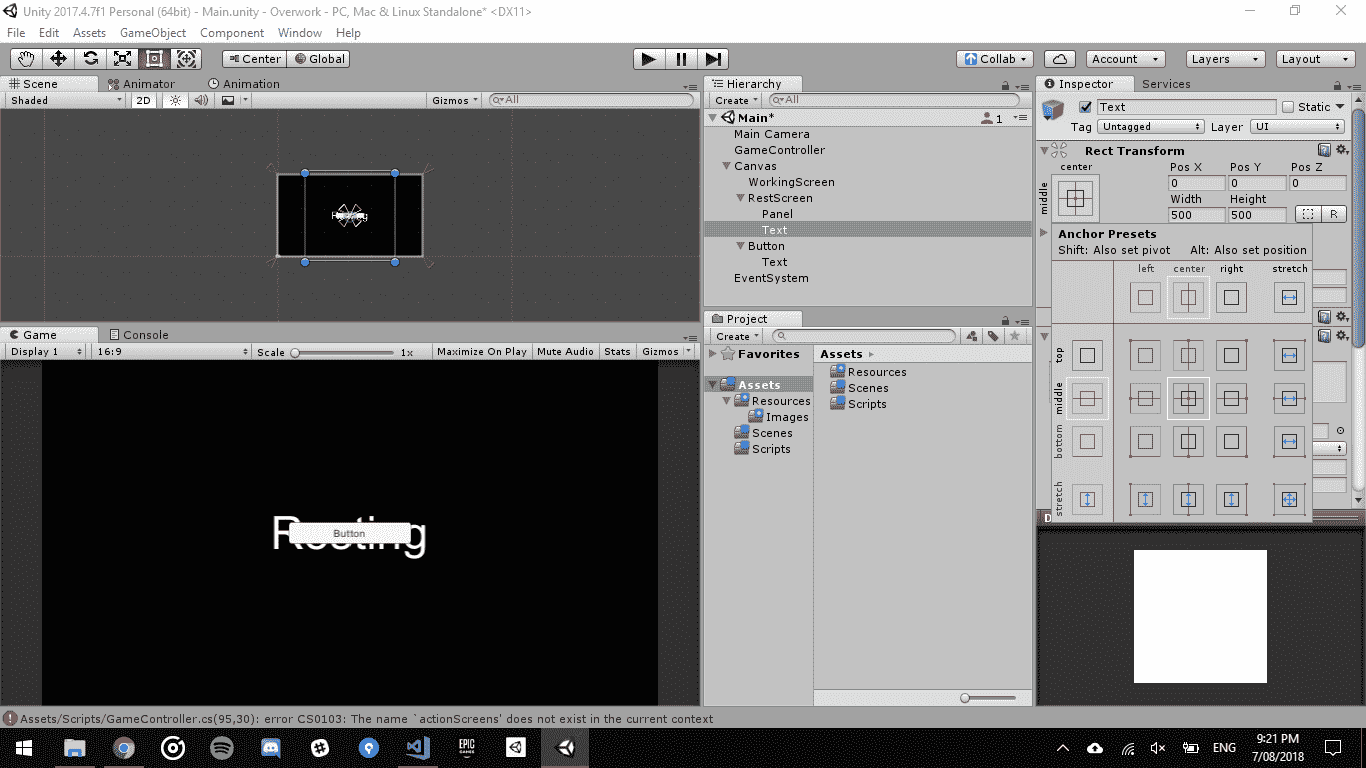 Unity 2017.4.7f1 Personal (64bit) - Main.unity - Overwork - PC, Mac & Linux Standalone* <DX11>
File Edit Assets GameObject Component Window Help
Center Global Collab Account Layers Layout
Scene Animator Animation
Shaded 2D Gizmos All
Hierarchy
Create All
Main* 1
Main Camera
GameController
Canvas
WorkingScreen
RestScreen
Panel
Text
Button
Text
EventSystem
Inspector Services
Text Static
Tag Untagged Layer UI
Rect Transform
center Pos X Pos Y Pos Z
middle 0 0 0
Width Height
500 500 R
Anchor Presets
Shift: Also set pivot Alt: Also set position
left center right stretch
top
middle
bottom
stretch
D
Game Console
Display 1 16:9 Scale 1x Maximize On Play Mute Audio Stats Gizmos
Resting
Button
Project
Create
Favorites
Assets
Resources
Images
Scenes
Scripts
Assets
Resources
Scenes
Scripts
Assets/Scripts/GameController.cs(95,30): error CS0103: The name `actionScreens' does not exist in the current context
EPIC GAMES
ENG
9:21 PM
7/08/2018